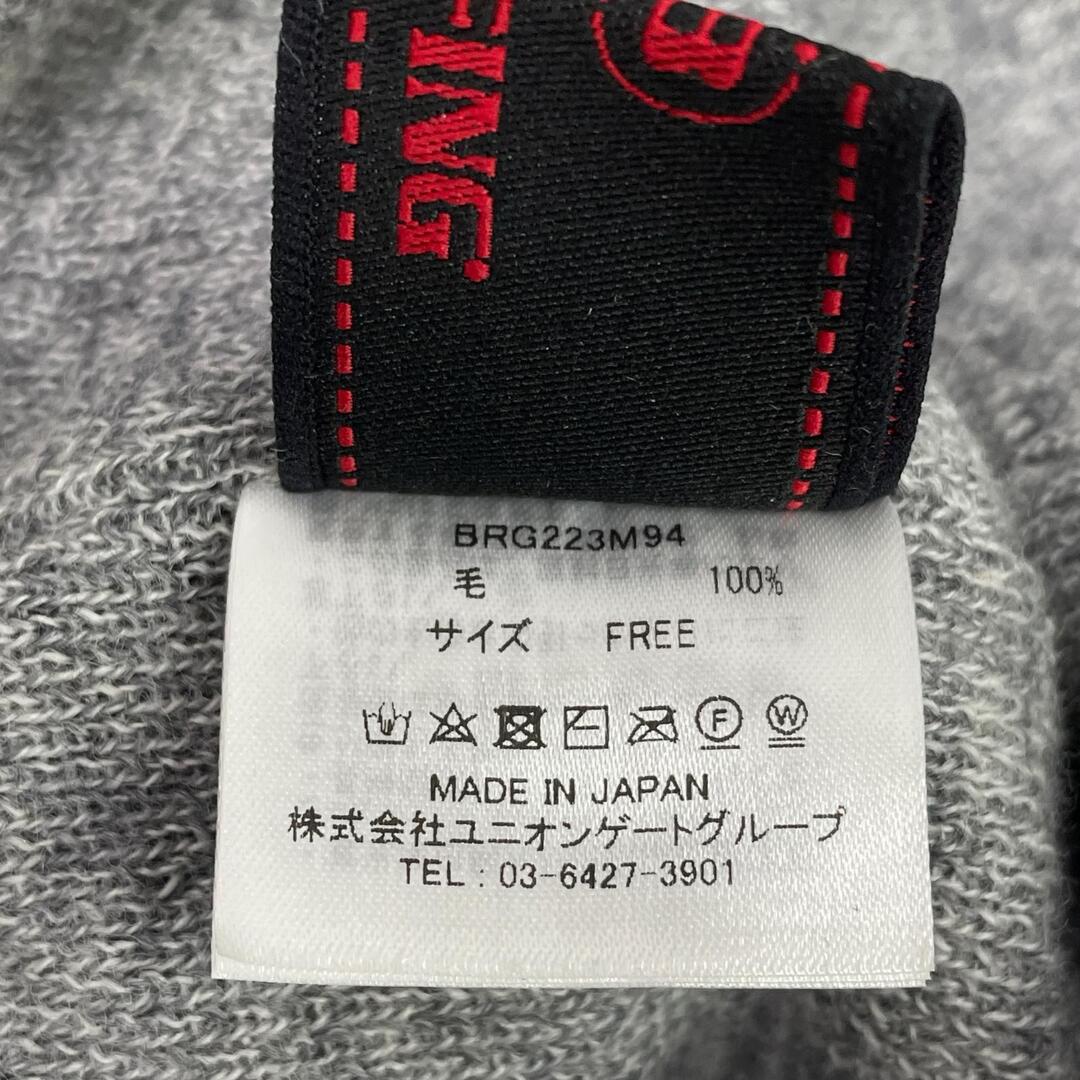 FING
B
BRG223M94
毛 100%
サイズ FREE
F W
MADE IN JAPAN
株式会社ユニオンゲートグループ
TEL : 03-6427-3901